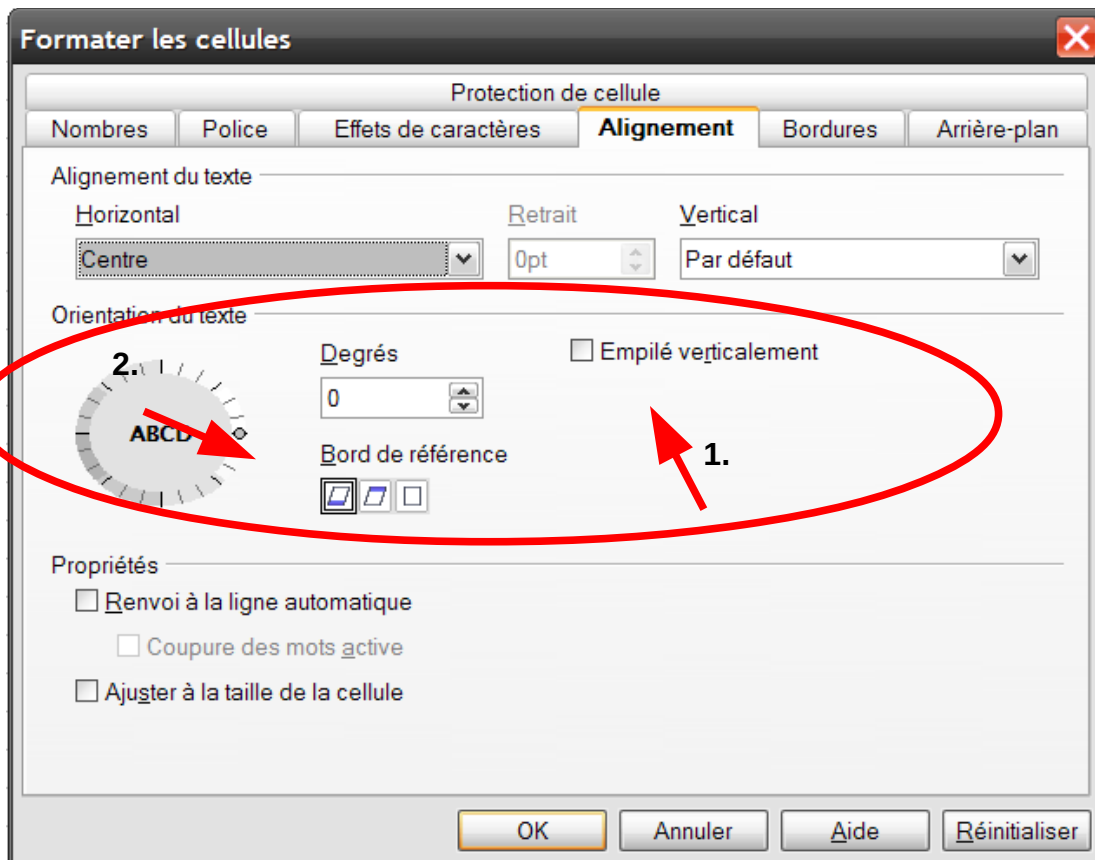 Formater les cellules
Protection de cellule
Nombres Police Effets de caractères Alignement Bordures Arrière-plan
Alignement du texte
Horizontal Retrait Vertical
Centre 0pt Par défaut
Orientation du texte
2. Degrés Empilé verticalement
0
ABCD
Bord de référence 1.
Propriétés
Renvoi à la ligne automatique
Coupure des mots active
Ajuster à la taille de la cellule
OK Annuler Aide Réinitialiser